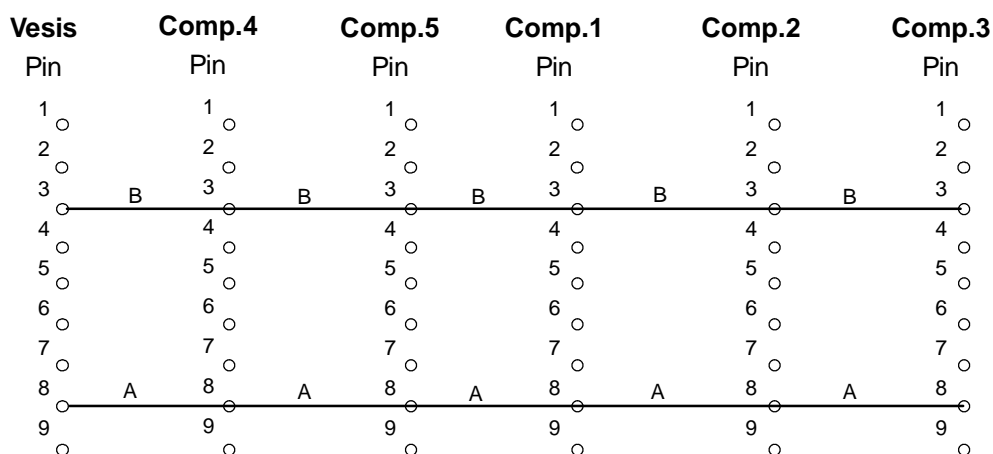 Vesis Comp.4 Comp.5 Comp.1 Comp.2 Comp.3
Pin Pin Pin Pin Pin Pin
1 1 1 1 1 1
2 2 2 2 2 2
3 B 3 B 3 B 3 B 3 B 3
4 4 4 4 4 4
5 5 5 5 5 5
6 6 6 6 6 6
7 7 7 7 7 7
8 A 8 A 8 A 8 A 8 A 8
9 9 9 9 9 9